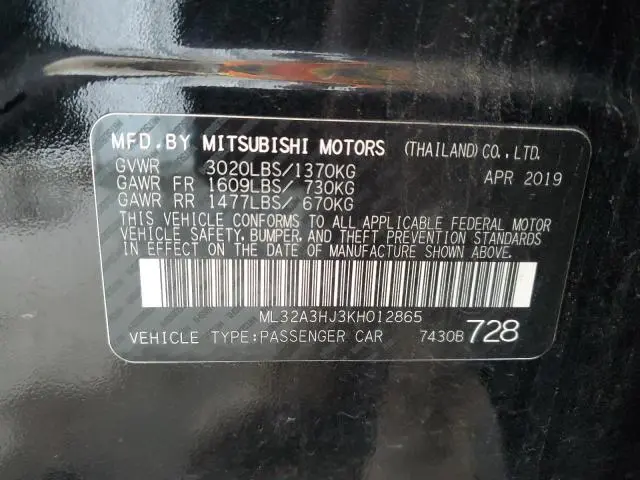 MFD. BY MITSUBISHI MOTORS (THAILAND) CO., LTD.
GVWR 3020LBS/1370KG APR 2019
GAWR FR 1609LBS/ 730KG
GAWR RR 1477LBS/ 670KG
THIS VEHICLE CONFORMS TO ALL APPLICABLE FEDERAL MOTOR
VEHICLE SAFETY, BUMPER, AND THEFT PREVENTION STANDARDS
IN EFFECT ON THE DATE OF MANUFACTURE SHOWN ABOVE.
ML32A3HJ3KH012865
VEHICLE TYPE:PASSENGER CAR 7430B 728